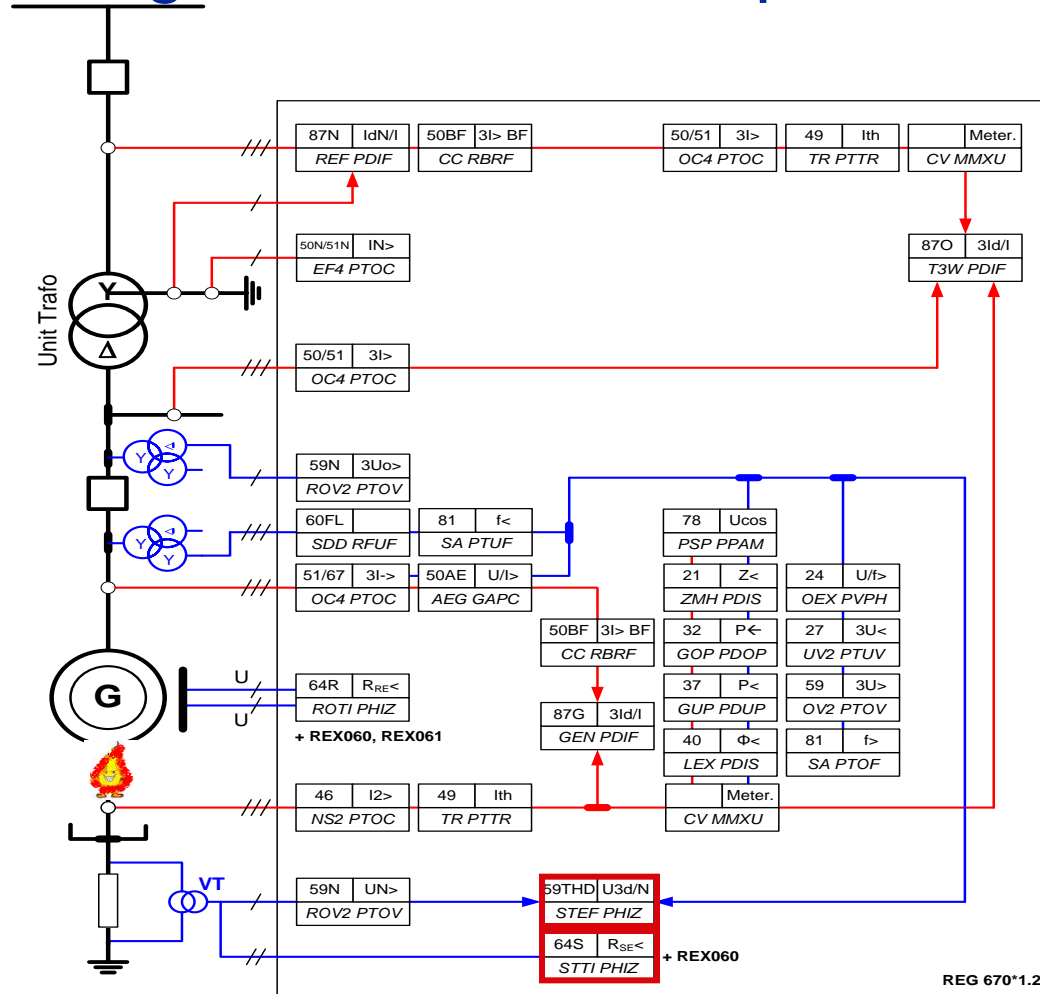 87N IdN/I
REF PDIF
50BF 3I> BF
CC RBRF
50/51 3I>
OC4 PTOC
49 Ith
TR PTTR
Meter.
CV MMXU
50N/51N IN>
EF4 PTOC
87O 3Id/I
T3W PDIF
Unit Trafo
Y
Δ
50/51 3I>
OC4 PTOC
Y
Y
59N 3Uo>
ROV2 PTOV
Y
Y
60FL
SDD RFUF
81 f<
SA PTUF
78 Ucos
PSP PPAM
51/67 3I->
OC4 PTOC
50AE U/I>
AEG GAPC
21 Z<
ZMH PDIS
24 U/f>
OEX PVPH
50BF 3I> BF
CC RBRF
32 P←
GOP PDOP
27 3U<
UV2 PTUV
G
U
U
64R RRE<
ROTI PHIZ
+ REX060, REX061
87G 3Id/I
GEN PDIF
37 P<
GUP PDUP
59 3U>
OV2 PTOV
40 Φ<
LEX PDIS
81 f>
SA PTOF
46 I2>
NS2 PTOC
49 Ith
TR PTTR
Meter.
CV MMXU
VT
59N UN>
ROV2 PTOV
59THD U3d/N
STEF PHIZ
64S RSE<
STTI PHIZ
+ REX060
REG 670*1.2